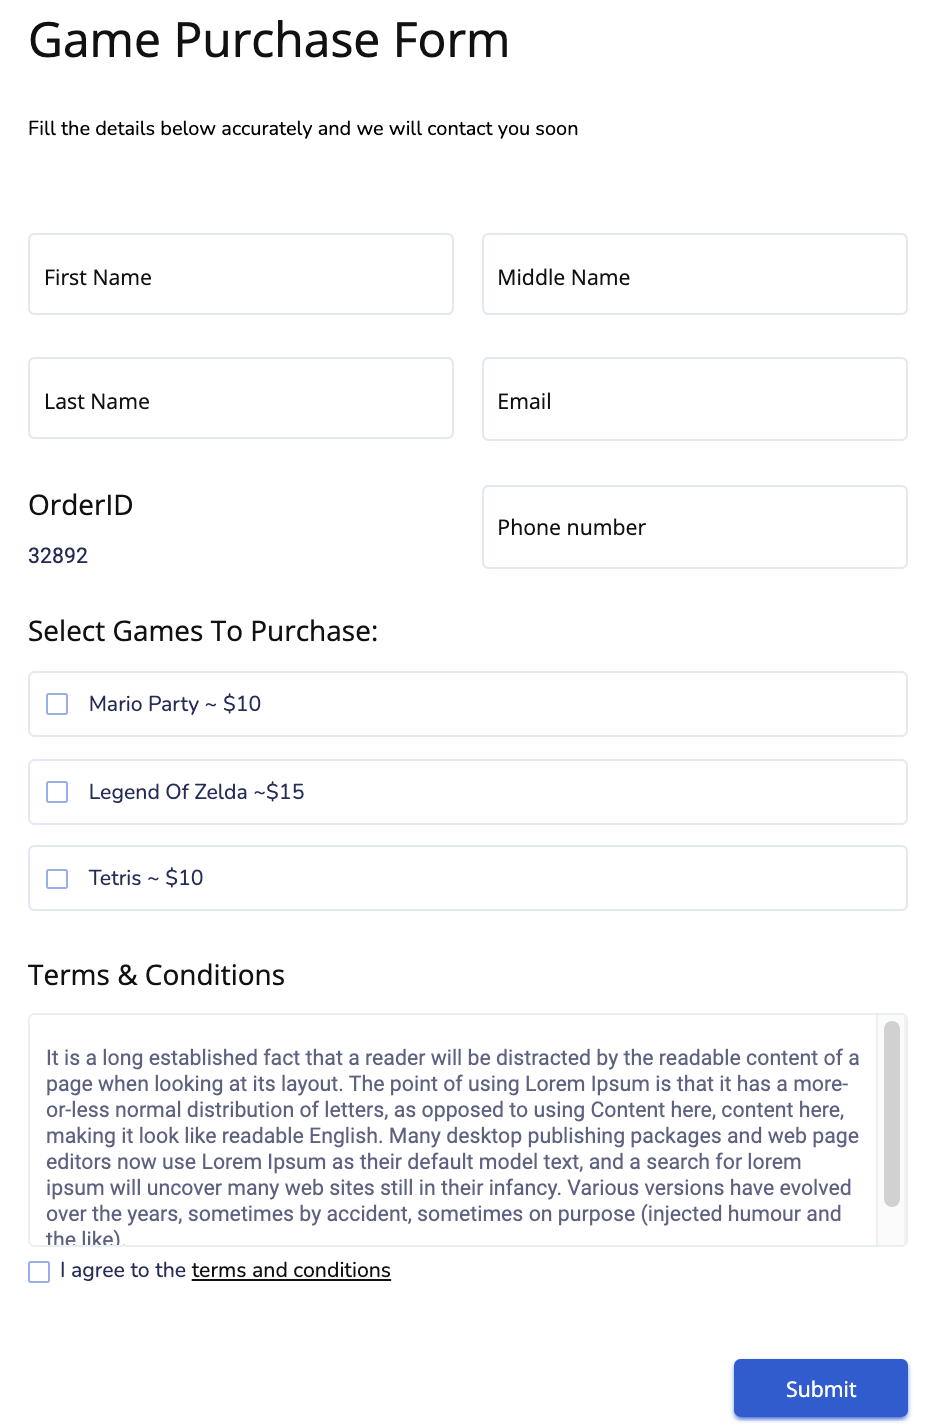 Game Purchase Form
Fill the details below accurately and we will contact you soon
First Name
Middle Name
Last Name
Email
OrderID
32892
Phone number
Select Games To Purchase:
Mario Party ~ $10
Legend Of Zelda ~$15
Tetris ~ $10
Terms & Conditions
It is a long established fact that a reader will be distracted by the readable content of a
page when looking at its layout. The point of using Lorem Ipsum is that it has a more-
or-less normal distribution of letters, as opposed to using Content here, content here,
making it look like readable English. Many desktop publishing packages and web page
editors now use Lorem Ipsum as their default model text, and a search for lorem
ipsum will uncover many web sites still in their infancy. Various versions have evolved
over the years, sometimes by accident, sometimes on purpose (injected humour and
the like).
I agree to the terms and conditions
Submit